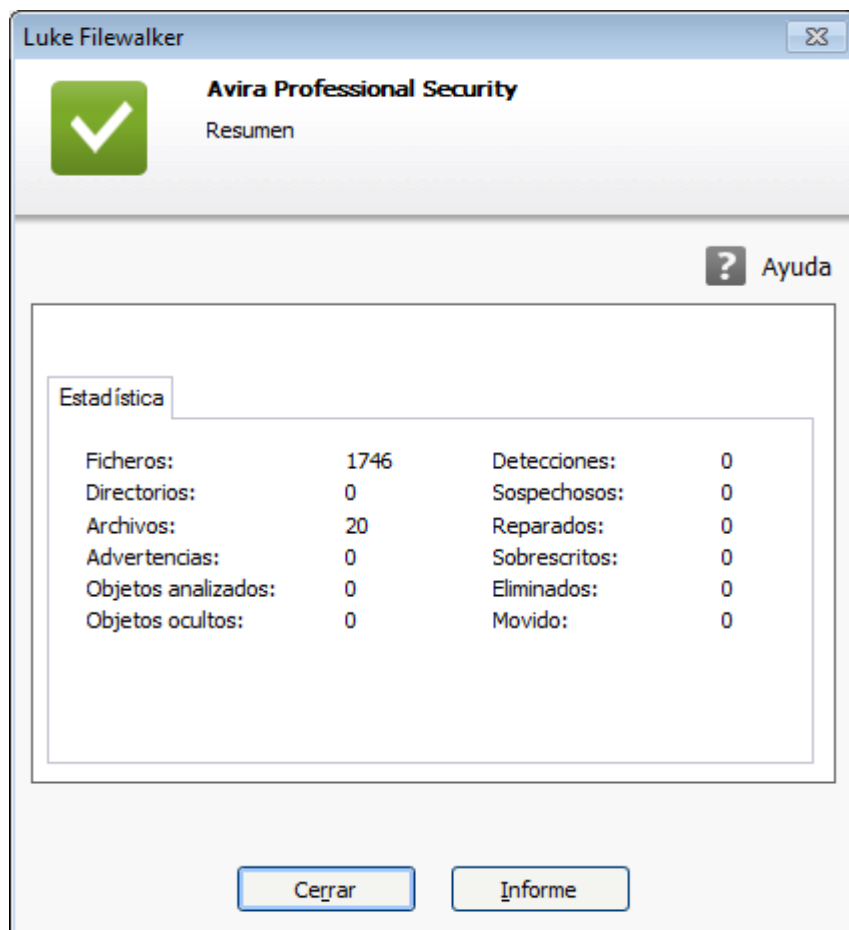 Luke Filewalker
Avira Professional Security
Resumen
? Ayuda
Estadística
Ficheros: 1746 Detecciones: 0
Directorios: 0 Sospechosos: 0
Archivos: 20 Reparados: 0
Advertencias: 0 Sobrescritos: 0
Objetos analizados: 0 Eliminados: 0
Objetos ocultos: 0 Movido: 0
Cerrar Informe